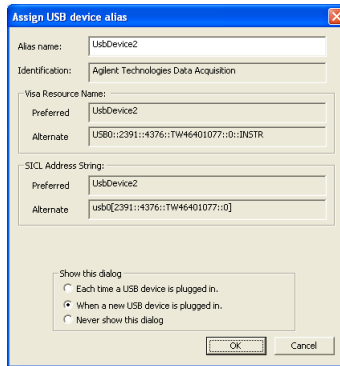 Assign USB device alias
Alias name: UsbDevice2
Identification: Agilent Technologies Data Acquisition
Visa Resource Name:
Preferred UsbDevice2
Alternate USB0::2391::4376::TW46401077::0::INSTR
SICL Address String:
Preferred UsbDevice2
Alternate usb0[2391::4376::TW46401077::0]
Show this dialog
Each time a USB device is plugged in.
When a new USB device is plugged in.
Never show this dialog
OK Cancel